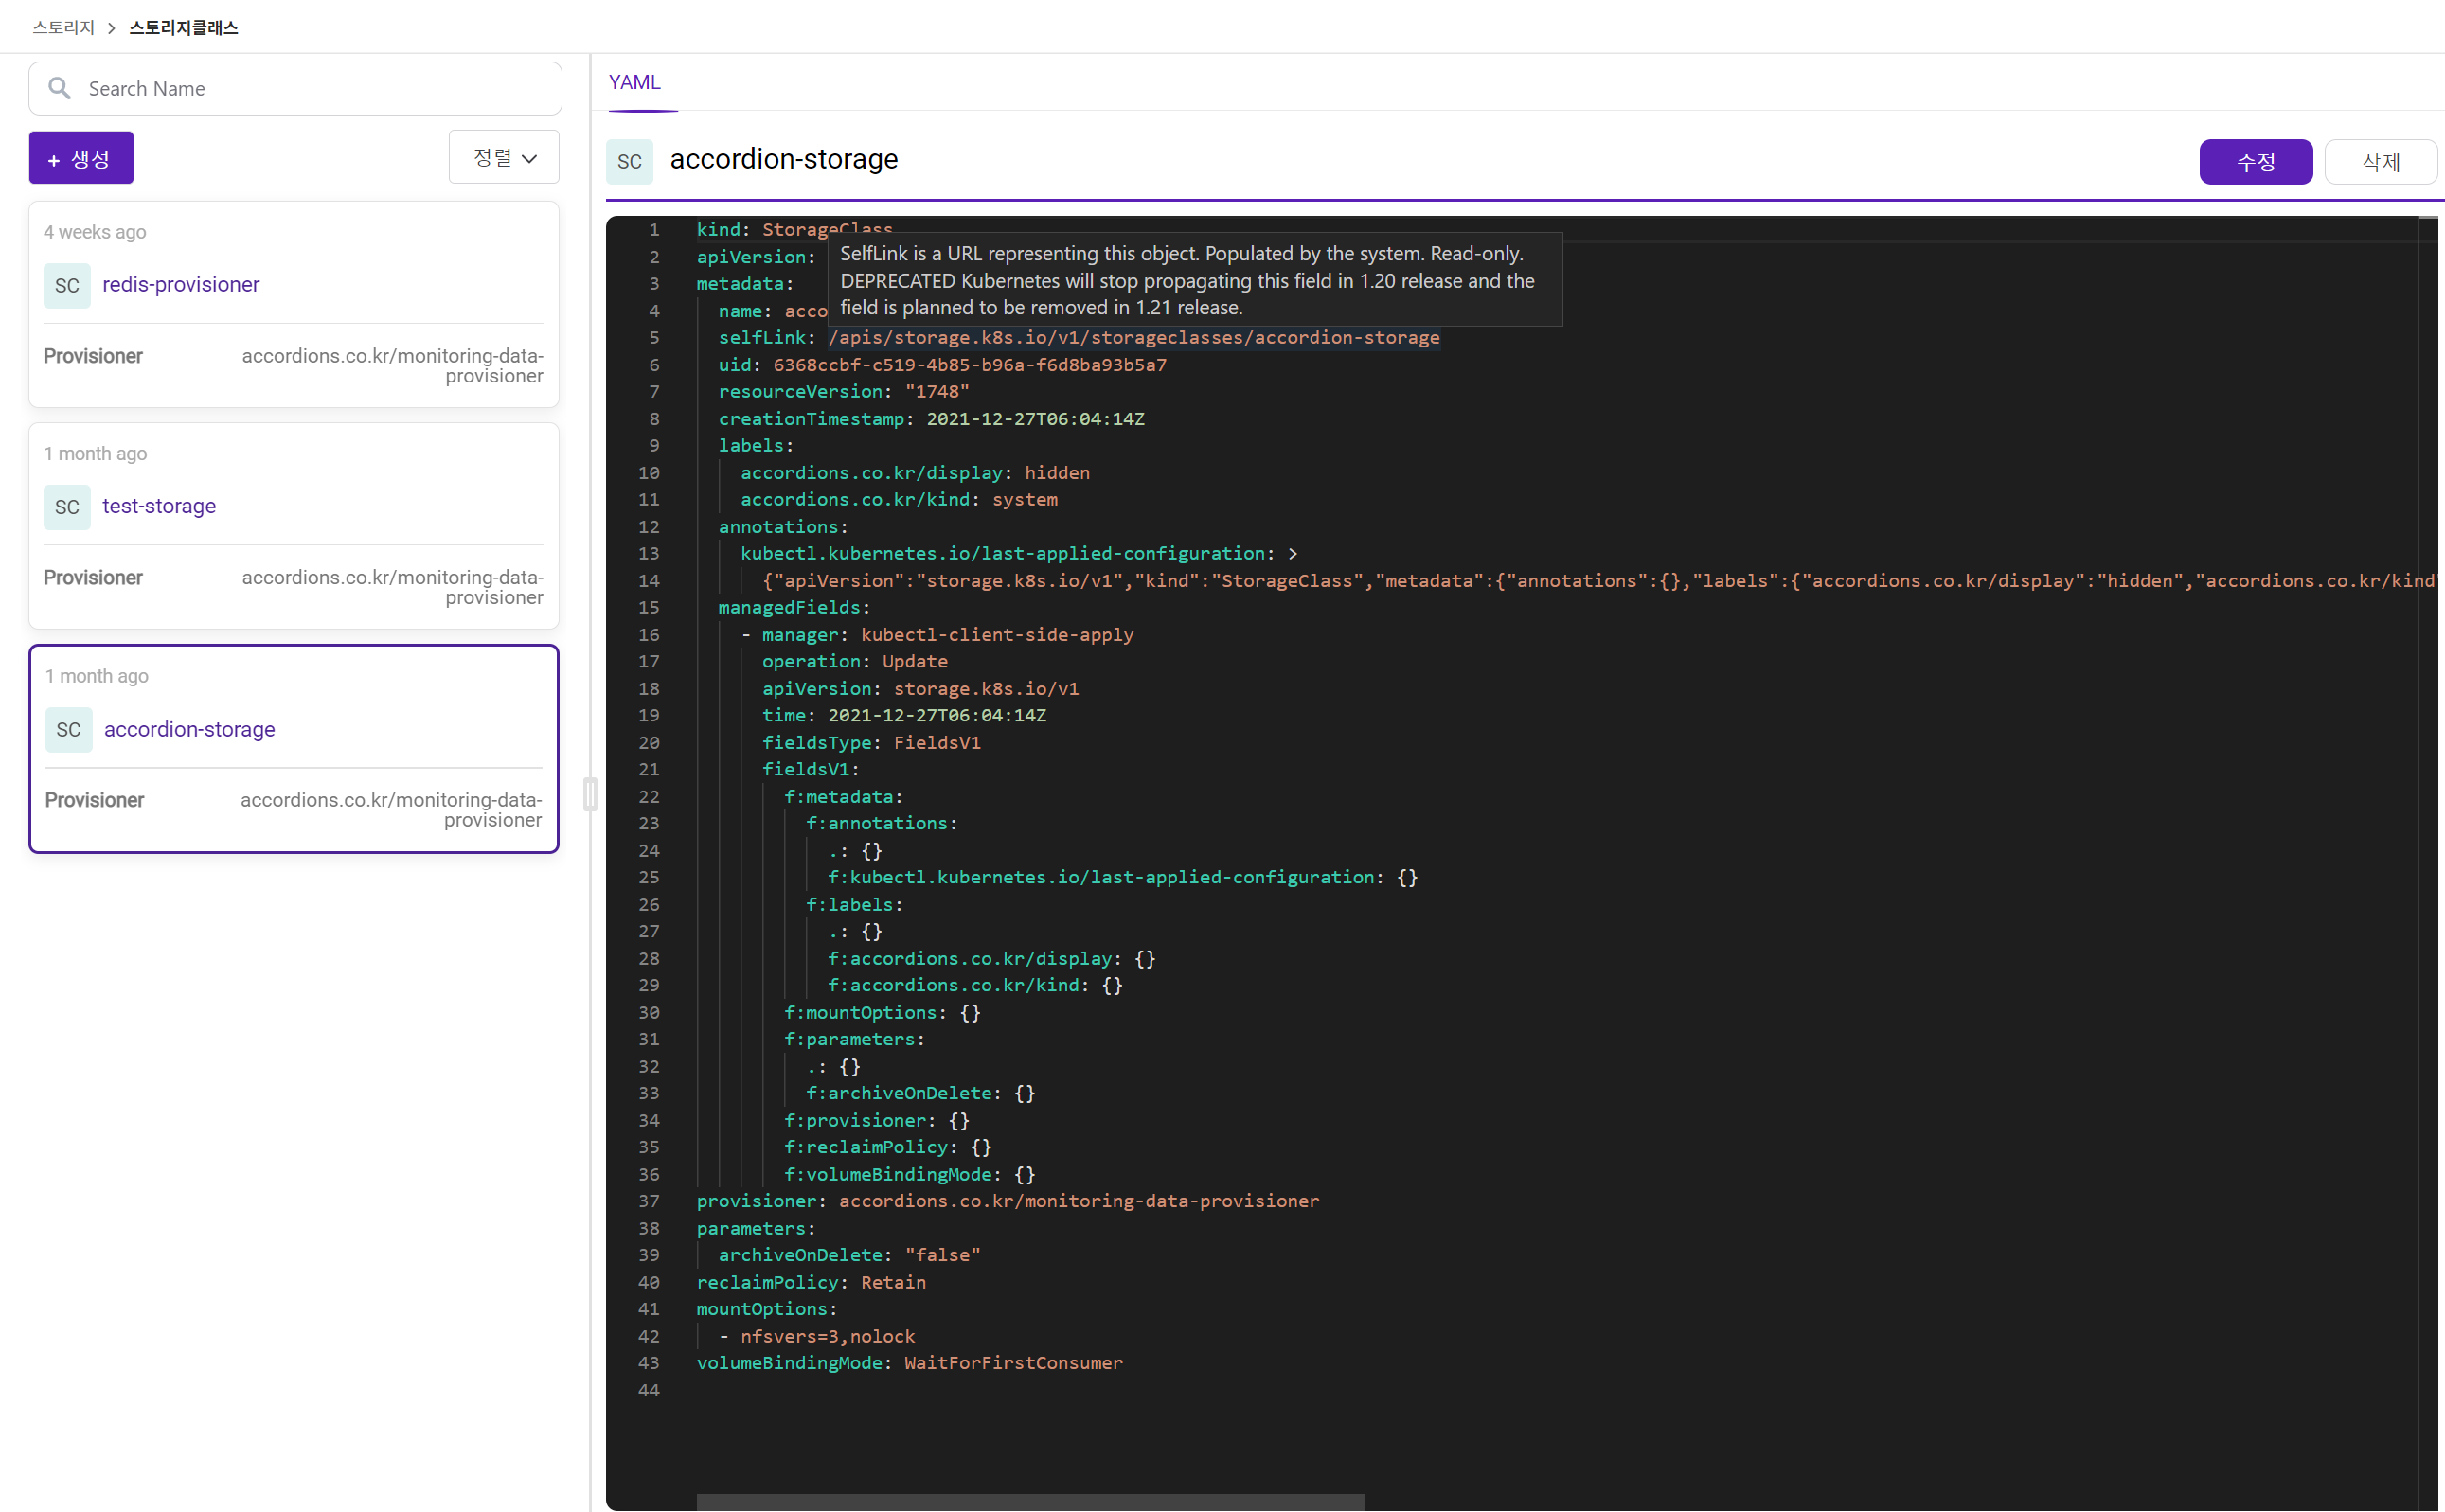 스토리지 > 스토리지클래스
Search Name
+ 생성
정렬
4 weeks ago
SC redis-provisioner
Provisioner accordions.co.kr/monitoring-data-
provisioner
1 month ago
SC test-storage
Provisioner accordions.co.kr/monitoring-data-
provisioner
1 month ago
SC accordion-storage
Provisioner accordions.co.kr/monitoring-data-
provisioner
YAML
SC accordion-storage
수정 삭제
1 kind: StorageClass
2 apiVersion:
3 metadata:
4 name: acco
SelfLink is a URL representing this object. Populated by the system. Read-only.
DEPRECATED Kubernetes will stop propagating this field in 1.20 release and the
field is planned to be removed in 1.21 release.
5 selfLink: /apis/storage.k8s.io/v1/storageclasses/accordion-storage
6 uid: 6368ccbf-c519-4b85-b96a-f6d8ba93b5a7
7 resourceVersion: "1748"
8 creationTimestamp: 2021-12-27T06:04:14Z
9 labels:
10 accordions.co.kr/display: hidden
11 accordions.co.kr/kind: system
12 annotations:
13 kubectl.kubernetes.io/last-applied-configuration: >
14 {"apiVersion":"storage.k8s.io/v1","kind":"StorageClass","metadata":{"annotations":{},"labels":{"accordions.co.kr/display":"hidden","accordions.co.kr/kind"
15 managedFields:
16 - manager: kubectl-client-side-apply
17 operation: Update
18 apiVersion: storage.k8s.io/v1
19 time: 2021-12-27T06:04:14Z
20 fieldsType: FieldsV1
21 fieldsV1:
22 f:metadata:
23 f:annotations:
24 .: {}
25 f:kubectl.kubernetes.io/last-applied-configuration: {}
26 f:labels:
27 .: {}
28 f:accordions.co.kr/display: {}
29 f:accordions.co.kr/kind: {}
30 f:mountOptions: {}
31 f:parameters:
32 .: {}
33 f:archiveOnDelete: {}
34 f:provisioner: {}
35 f:reclaimPolicy: {}
36 f:volumeBindingMode: {}
37 provisioner: accordions.co.kr/monitoring-data-provisioner
38 parameters:
39 archiveOnDelete: "false"
40 reclaimPolicy: Retain
41 mountOptions:
42 - nfsvers=3,nolock
43 volumeBindingMode: WaitForFirstConsumer
44